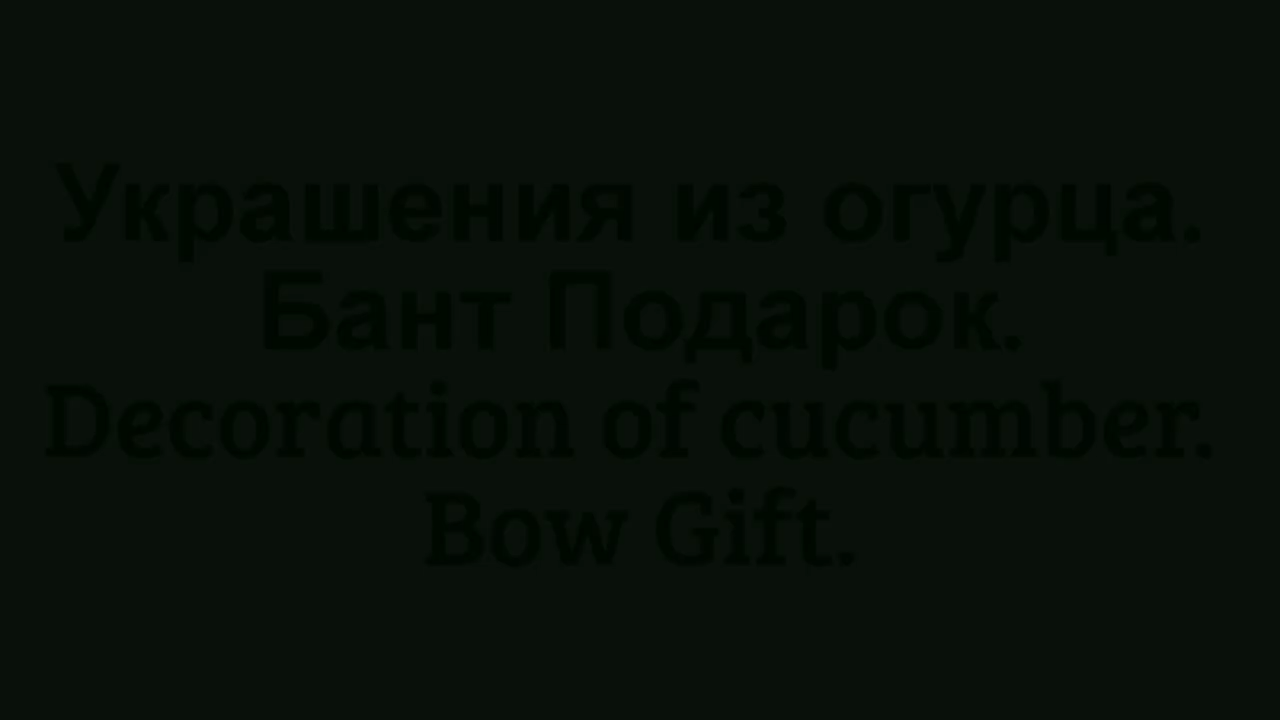 Украшения из огурца.
Бант Подарок.
Decoration of cucumber.
Bow Gift.